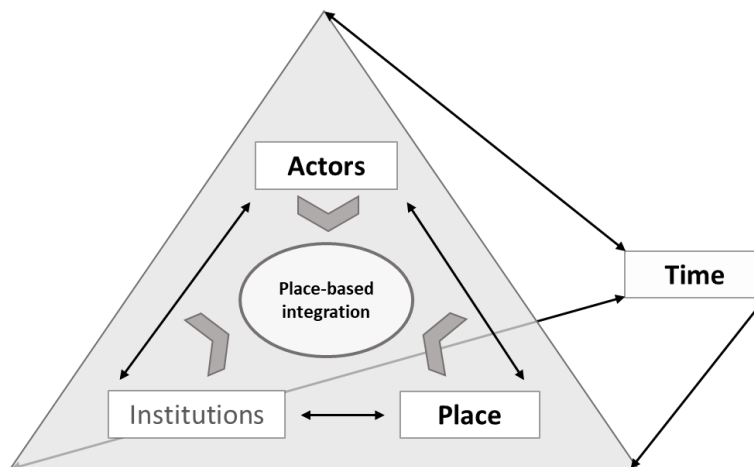 Actors
Place-based
integration
Time
Institutions
Place